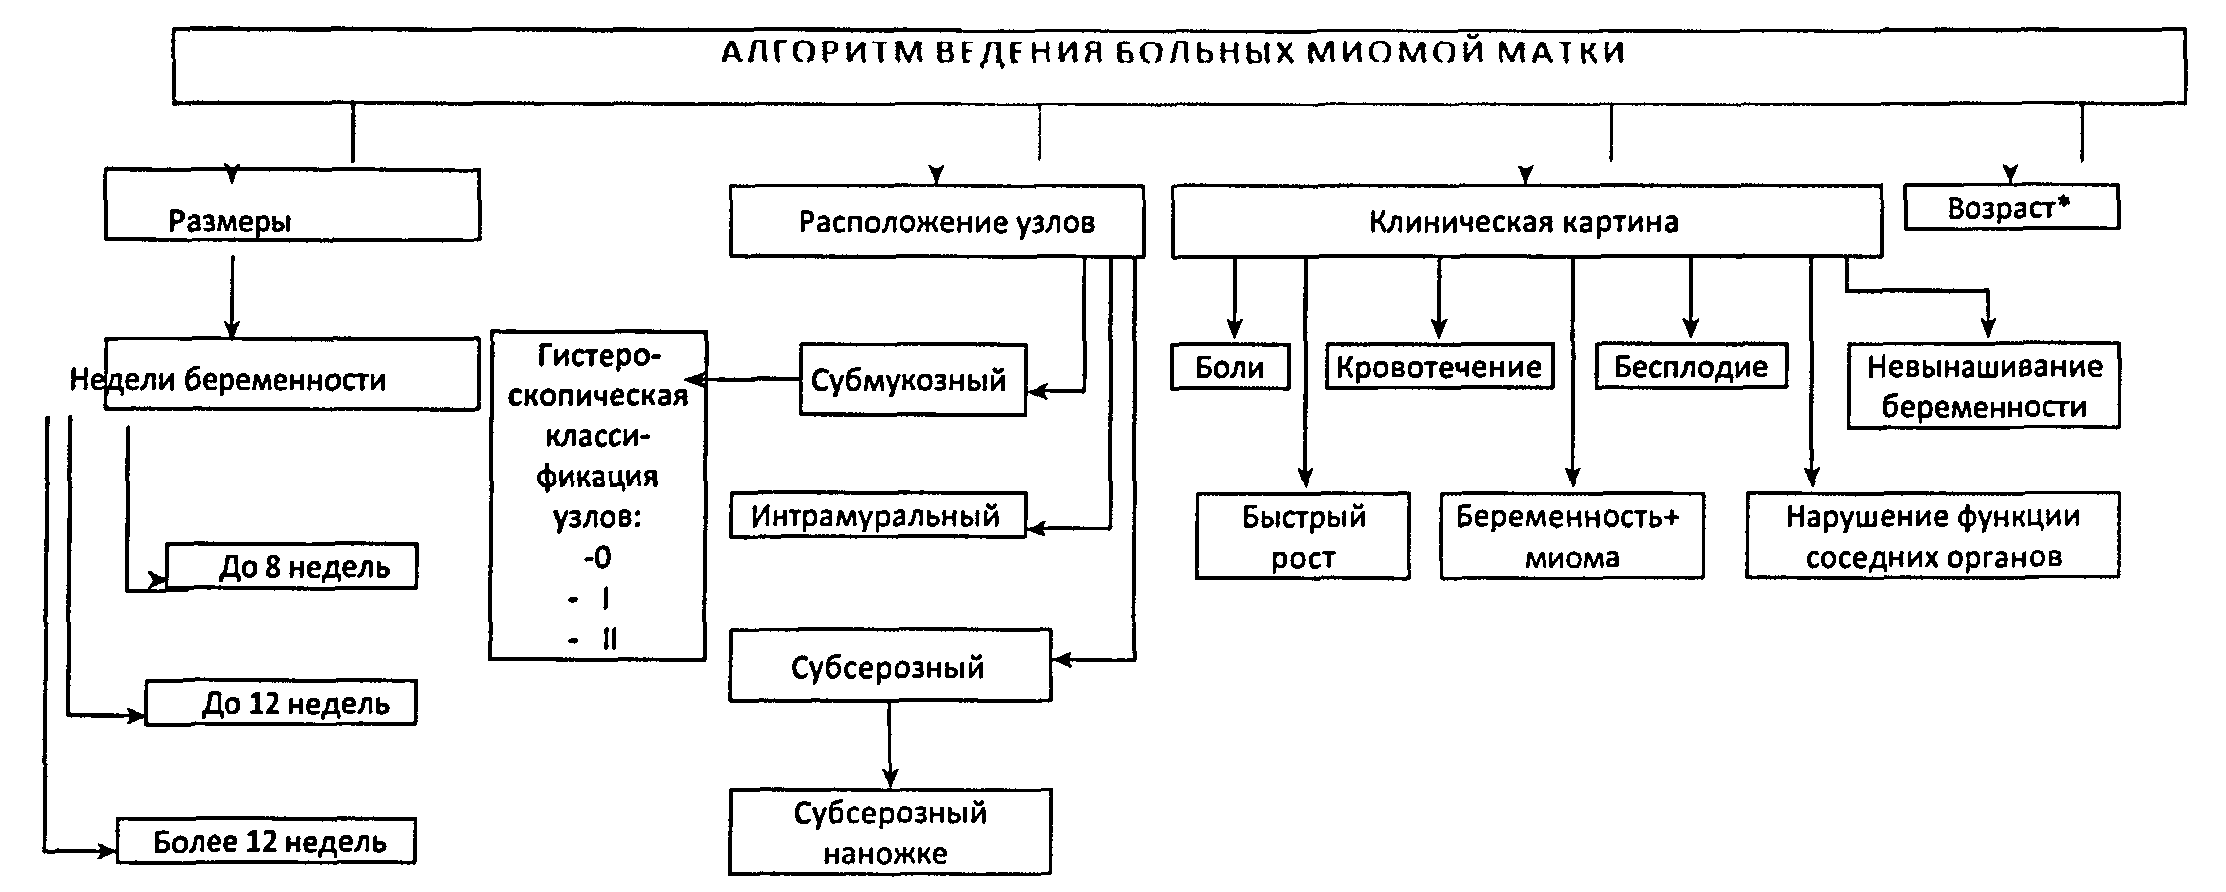 АЛГОРИТМ ВЕДЕНИЯ БОЛЬНЫХ МИОМОЙ МАТКИ
Размеры
Расположение узлов
Клиническая картина
Возраст*
Недели беременности
До 8 недель
До 12 недель
Более 12 недель
Гистеро-
скопическая
класси-
фикация
узлов:
-0
- I
- II
Субмукозный
Интрамуральный
Субсерозный
Субсерозный
наножке
Боли
Кровотечение
Бесплодие
Невынашивание
беременности
Быстрый
рост
Беременность+
миома
Нарушение функции
соседних органов